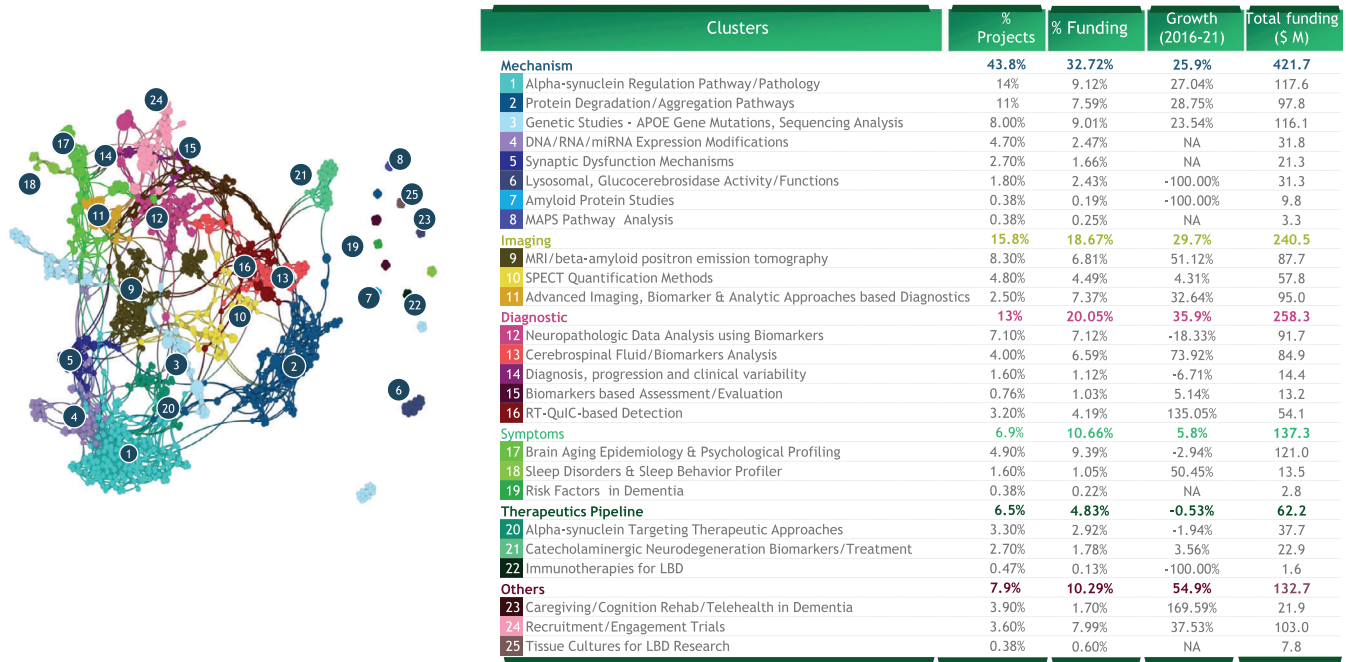 24
17
14
15
18
8
21
25
11
12
23
19
16
13
9
7
22
10
5
3
2
6
20
4
1
Clusters % Projects % Funding Growth (2016-21) Total funding ($ M)
Mechanism 43.8% 32.72% 25.9% 421.7
1 Alpha-synuclein Regulation Pathway/Pathology 14% 9.12% 27.04% 117.6
2 Protein Degradation/Aggregation Pathways 11% 7.59% 28.75% 97.8
3 Genetic Studies - APOE Gene Mutations, Sequencing Analysis 8.00% 9.01% 23.54% 116.1
4 DNA/RNA/miRNA Expression Modifications 4.70% 2.47% NA 31.8
5 Synaptic Dysfunction Mechanisms 2.70% 1.66% NA 21.3
6 Lysosomal, Glucocerebrosidase Activity/Functions 1.80% 2.43% -100.00% 31.3
7 Amyloid Protein Studies 0.38% 0.19% -100.00% 9.8
8 MAPS Pathway Analysis 0.38% 0.25% NA 3.3
Imaging 15.8% 18.67% 29.7% 240.5
9 MRI/beta-amyloid positron emission tomography 8.30% 6.81% 51.12% 87.7
10 SPECT Quantification Methods 4.80% 4.49% 4.31% 57.8
11 Advanced Imaging, Biomarker & Analytic Approaches based Diagnostics 2.50% 7.37% 32.64% 95.0
Diagnostic 13% 20.05% 35.9% 258.3
12 Neuropathologic Data Analysis using Biomarkers 7.10% 7.12% -18.33% 91.7
13 Cerebrospinal Fluid/Biomarkers Analysis 4.00% 6.59% 73.92% 84.9
14 Diagnosis, progression and clinical variability 1.60% 1.12% -6.71% 14.4
15 Biomarkers based Assessment/Evaluation 0.76% 1.03% 5.14% 13.2
16 RT-QuIC-based Detection 3.20% 4.19% 135.05% 54.1
Symptoms 6.9% 10.66% 5.8% 137.3
17 Brain Aging Epidemiology & Psychological Profiling 4.90% 9.39% -2.94% 121.0
18 Sleep Disorders & Sleep Behavior Profiler 1.60% 1.05% 50.45% 13.5
19 Risk Factors in Dementia 0.38% 0.22% NA 2.8
Therapeutics Pipeline 6.5% 4.83% -0.53% 62.2
20 Alpha-synuclein Targeting Therapeutic Approaches 3.30% 2.92% -1.94% 37.7
21 Catecholaminergic Neurodegeneration Biomarkers/Treatment 2.70% 1.78% 3.56% 22.9
22 Immunotherapies for LBD 0.47% 0.13% -100.00% 1.6
Others 7.9% 10.29% 54.9% 132.7
23 Caregiving/Cognition Rehab/Telehealth in Dementia 3.90% 1.70% 169.59% 21.9
24 Recruitment/Engagement Trials 3.60% 7.99% 37.53% 103.0
25 Tissue Cultures for LBD Research 0.38% 0.60% NA 7.8